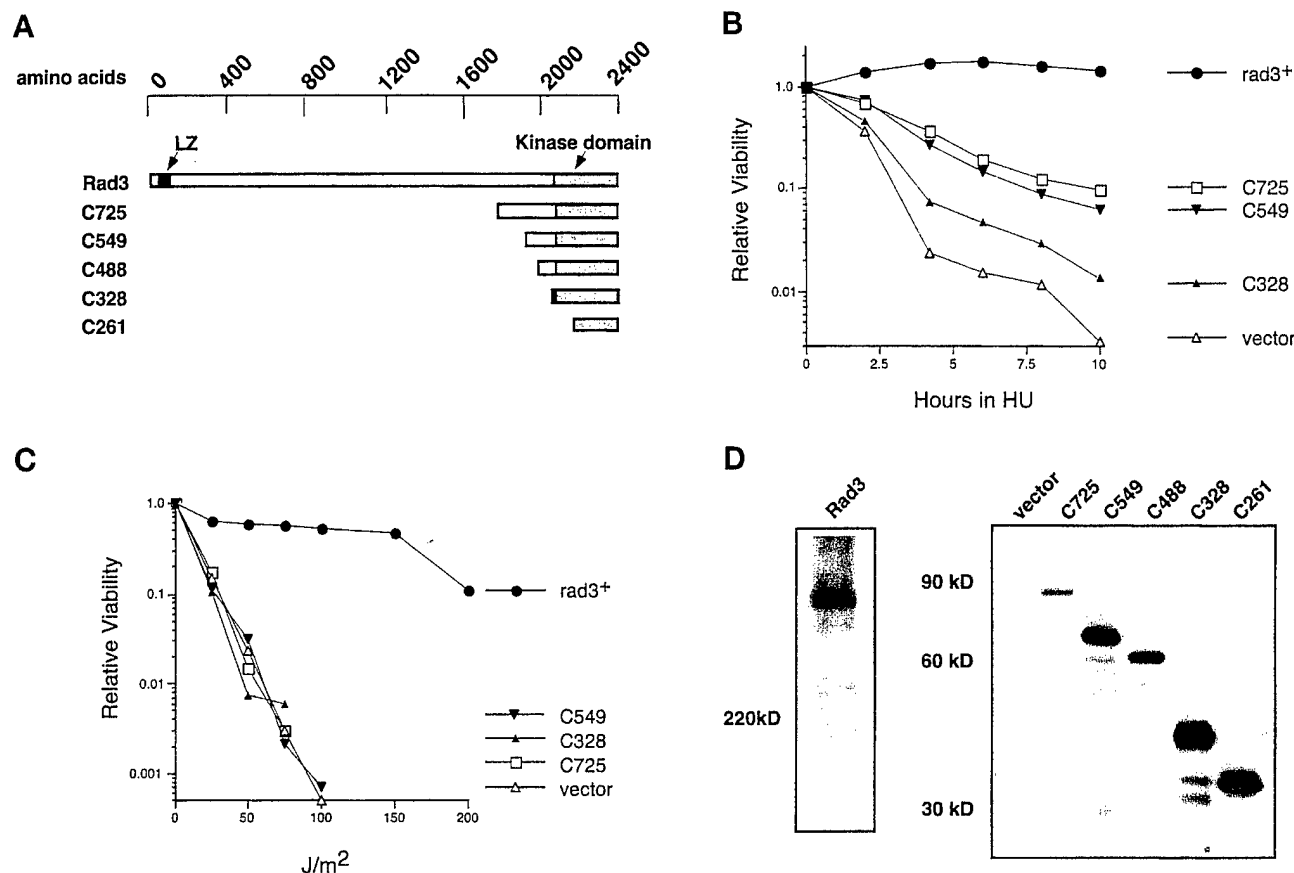 A
amino acids
0 400 800 1200 1600 2000 2400
LZ
Kinase domain
Rad3
C725
C549
C488
C328
C261
B
Relative Viability
1.0
0.1
0.01
0 2.5 5 7.5 10
Hours in HU
rad3+
C725
C549
C328
vector
C
Relative Viability
1.0
0.1
0.01
0.001
0 50 100 150 200
J/m2
rad3+
C549
C328
C725
vector
D
Rad3
220kD
vector C725 C549 C488 C328 C261
90 kD
60 kD
30 kD